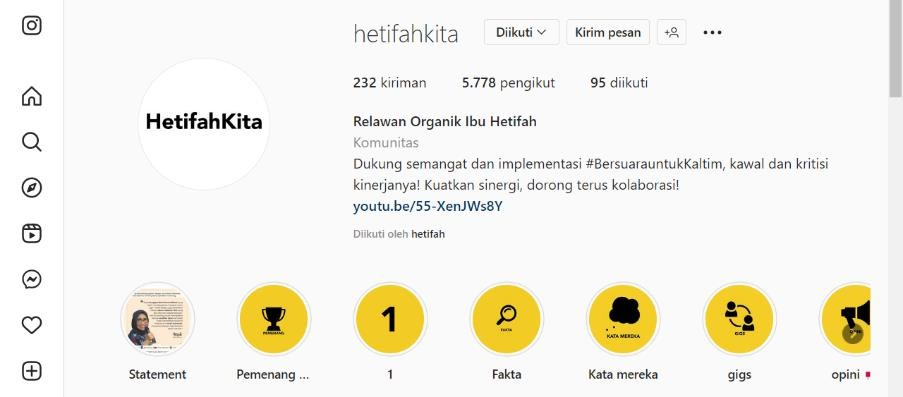 hetifahkita Diikuti Kirim pesan
HetifahKita
232 kiriman 5.778 pengikut 95 diikuti
Relawan Organik Ibu Hetifah
Komunitas
Dukung semangat dan implementasi #BersuarauntukKaltim, kawal dan kritisi
kinerjanya! Kuatkan sinergi, dorong terus kolaborasi!
youtu.be/55-XenJWs8Y
Diikuti oleh hetifah
PEMENANG
1
FAKTA
KATA MEREKA
GIGS
Statement Pemenang ... 1 Fakta Kata mereka gigs opini